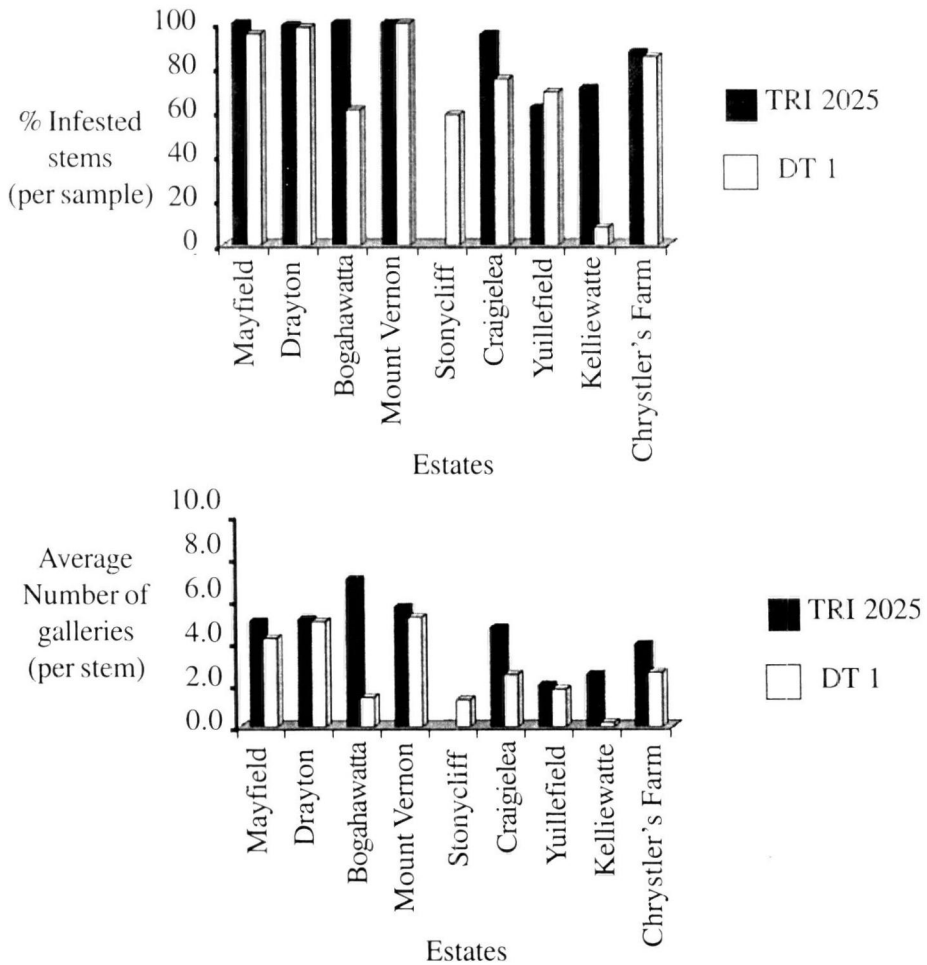 100
80
60
40
20
0
% Infested
stems
(per sample)
TRI 2025
DT 1
Mayfield
Drayton
Bogahawatta
Mount Vernon
Stonycliff
Craigielea
Yuillefield
Kelliewatte
Chrystler's Farm
Estates
10.0
8.0
6.0
4.0
2.0
0.0
Average
Number of
galleries
(per stem)
TRI 2025
DT 1
Mayfield
Drayton
Bogahawatta
Mount Vernon
Stonycliff
Craigielea
Yuillefield
Kelliewatte
Chrystler's Farm
Estates